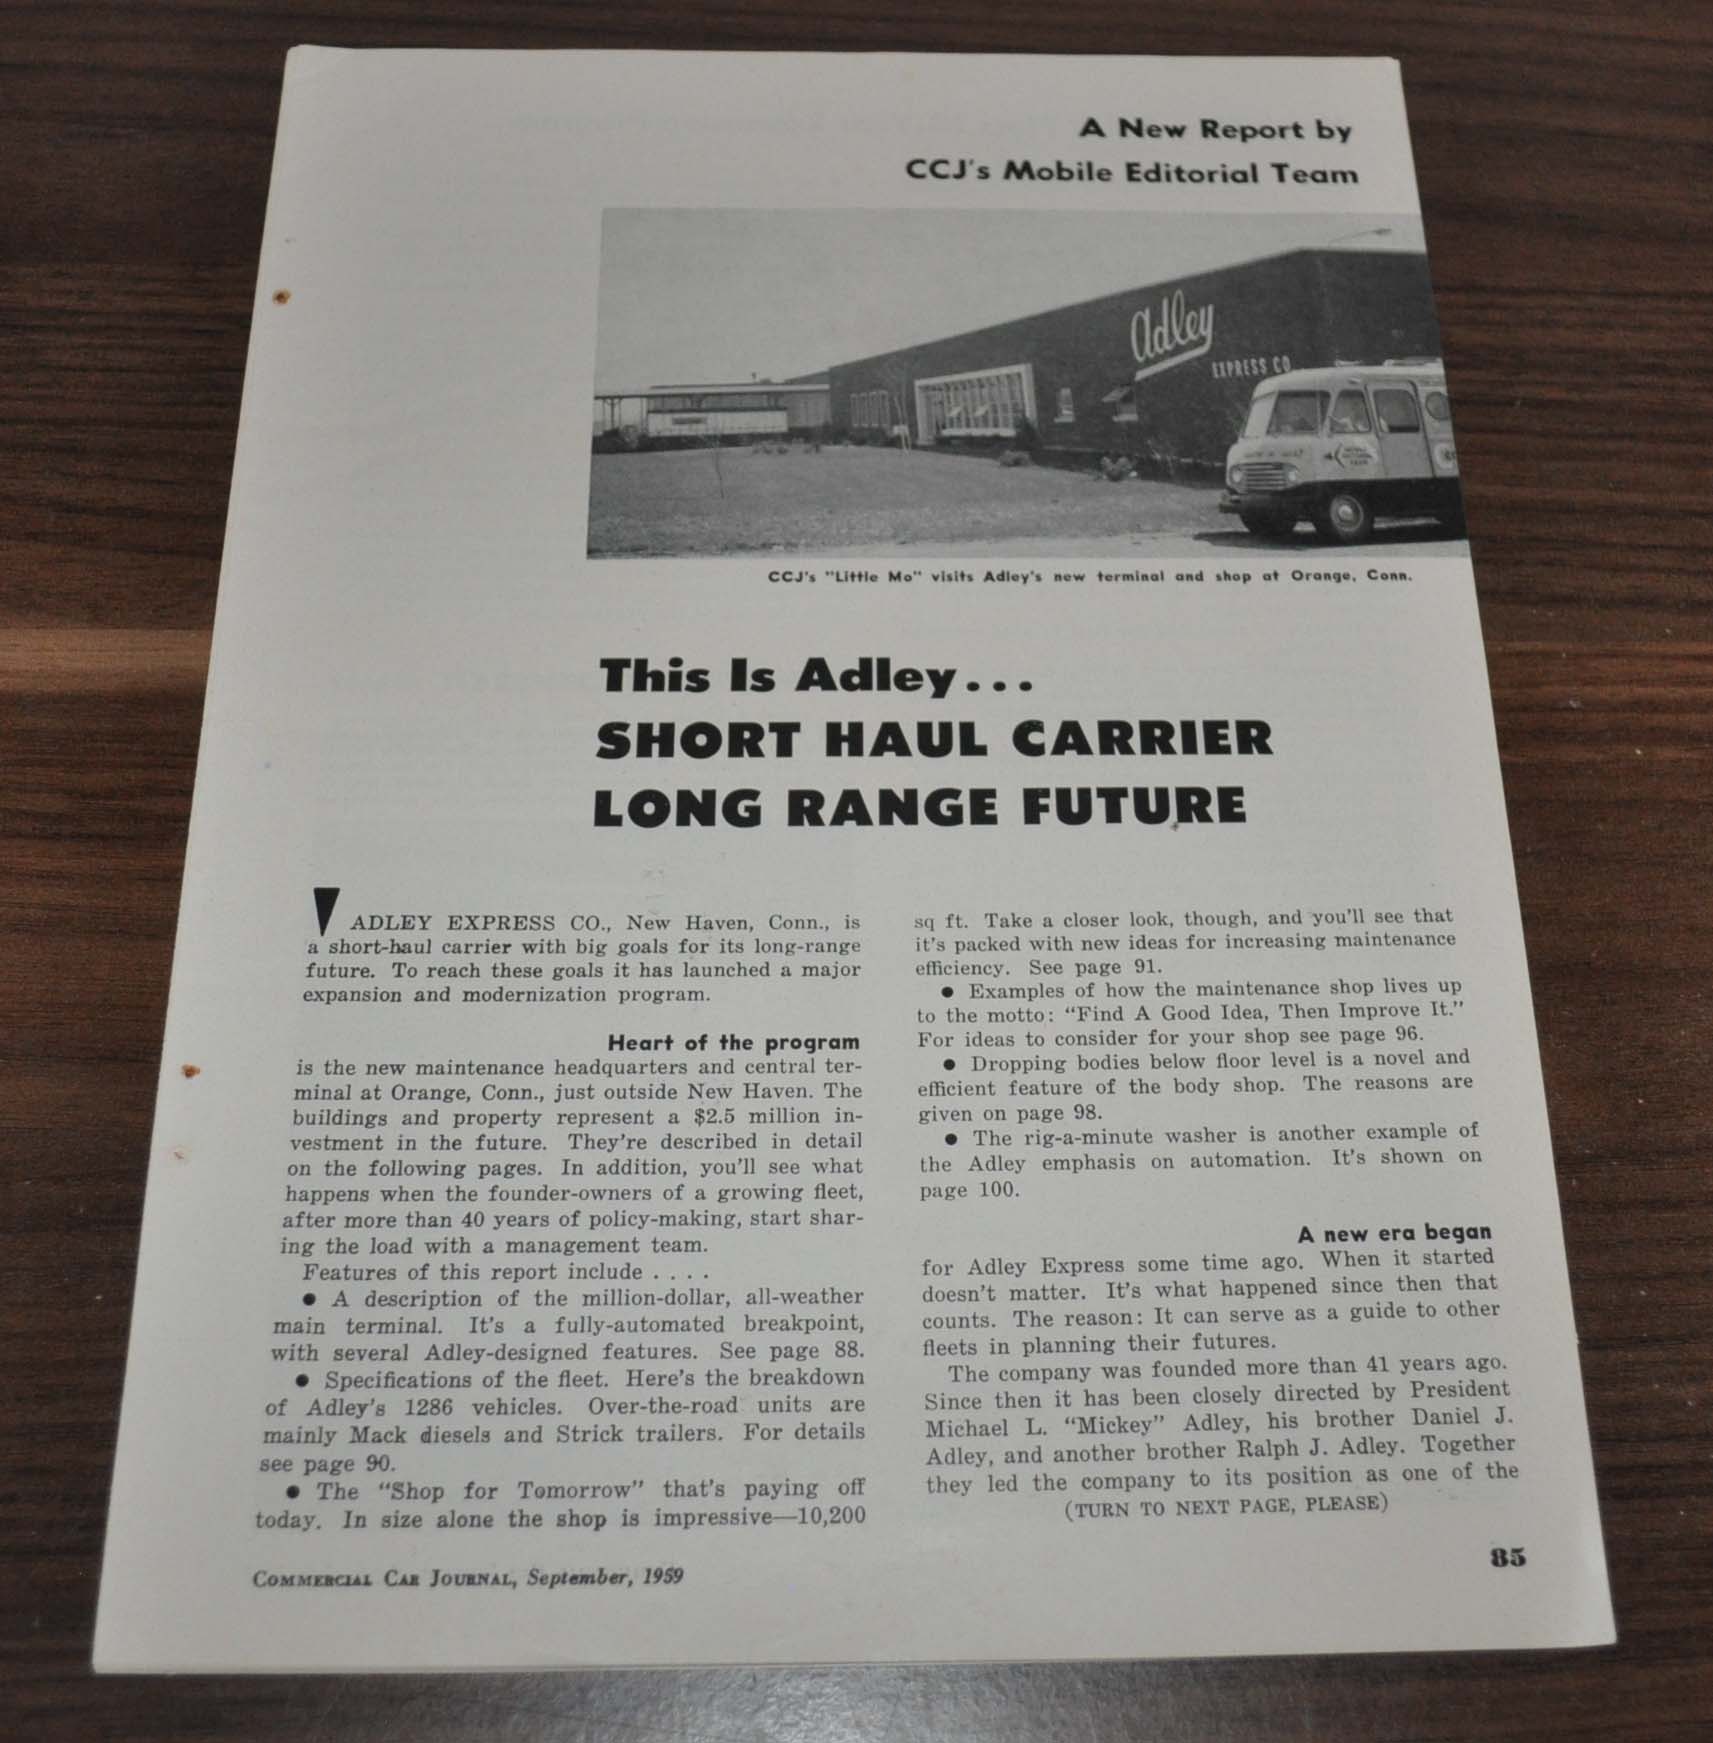 A New Report by
CCJ's Mobile Editorial Team
Adley
EXPRESS CO
CCJ's "Little Mo" visits Adley's new terminal and shop at Orange, Conn.
This Is Adley...
SHORT HAUL CARRIER
LONG RANGE FUTURE
ADLEY EXPRESS CO., New Haven, Conn., is
a short-haul carrier with big goals for its long-range
future. To reach these goals it has launched a major
expansion and modernization program.
Heart of the program
is the new maintenance headquarters and central ter-
minal at Orange, Conn., just outside New Haven. The
buildings and property represent a $2.5 million in-
vestment in the future. They're described in detail
on the following pages. In addition, you'll see what
happens when the founder-owners of a growing fleet,
after more than 40 years of policy-making, start shar-
ing the load with a management team.
Features of this report include . . . .
● A description of the million-dollar, all-weather
main terminal. It's a fully-automated breakpoint,
with several Adley-designed features. See page 88.
● Specifications of the fleet. Here's the breakdown
of Adley's 1286 vehicles. Over-the-road units are
mainly Mack diesels and Strick trailers. For details
see page 90.
● The "Shop for Tomorrow" that's paying off
today. In size alone the shop is impressive—10,200
sq ft. Take a closer look, though, and you'll see that
it's packed with new ideas for increasing maintenance
efficiency. See page 91.
● Examples of how the maintenance shop lives up
to the motto: "Find A Good Idea, Then Improve It."
For ideas to consider for your shop see page 96.
● Dropping bodies below floor level is a novel and
efficient feature of the body shop. The reasons are
given on page 98.
● The rig-a-minute washer is another example of
the Adley emphasis on automation. It's shown on
page 100.
A new era began
for Adley Express some time ago. When it started
doesn't matter. It's what happened since then that
counts. The reason: It can serve as a guide to other
fleets in planning their futures.
The company was founded more than 41 years ago.
Since then it has been closely directed by President
Michael L. "Mickey" Adley, his brother Daniel J.
Adley, and another brother Ralph J. Adley. Together
they led the company to its position as one of the
(TURN TO NEXT PAGE, PLEASE)
COMMERCIAL CAR JOURNAL, September, 1959
85